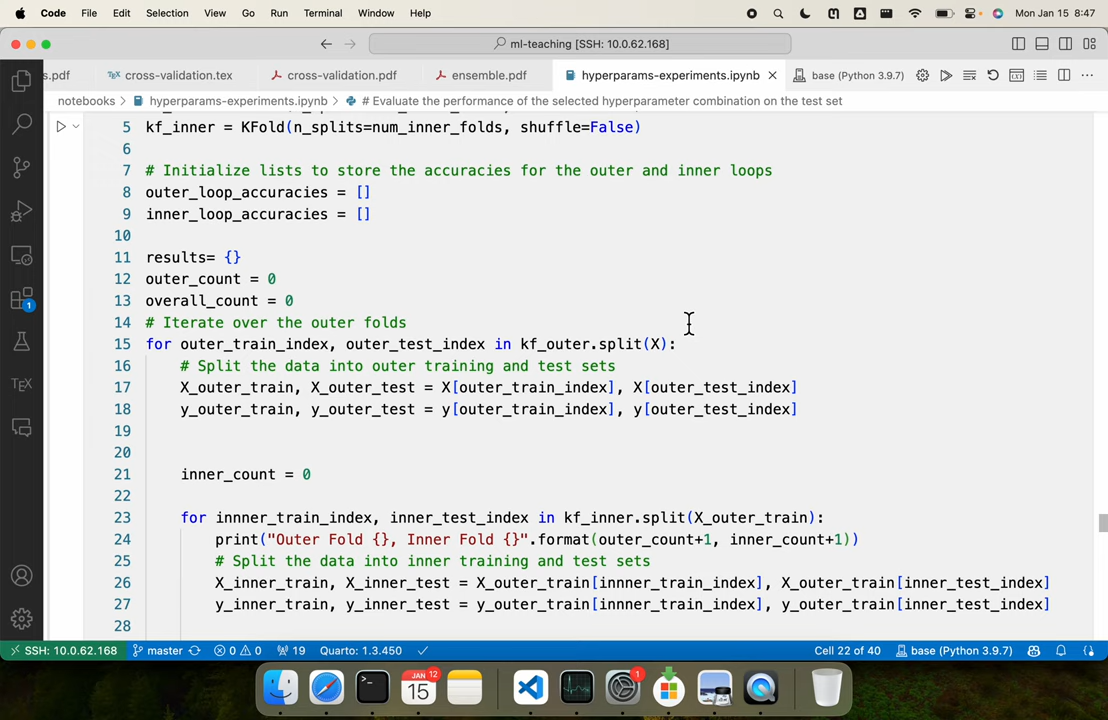 Code File Edit Selection View Go Run Terminal Window Help Mon Jan 15 8:47
ml-teaching [SSH: 10.0.62.168]
s.pdf TEX cross-validation.tex cross-validation.pdf ensemble.pdf hyperparams-experiments.ipynb base (Python 3.9.7)
notebooks > hyperparams-experiments.ipynb > # Evaluate the performance of the selected hyperparameter combination on the test set
5 kf_inner = KFold(n_splits=num_inner_folds, shuffle=False)
6
7 # Initialize lists to store the accuracies for the outer and inner loops
8 outer_loop_accuracies = []
9 inner_loop_accuracies = []
10
11 results= {}
12 outer_count = 0
13 overall_count = 0
14 # Iterate over the outer folds
15 for outer_train_index, outer_test_index in kf_outer.split(X):
16 # Split the data into outer training and test sets
17 X_outer_train, X_outer_test = X[outer_train_index], X[outer_test_index]
18 y_outer_train, y_outer_test = y[outer_train_index], y[outer_test_index]
19
20
21 inner_count = 0
22
23 for innner_train_index, inner_test_index in kf_inner.split(X_outer_train):
24 print("Outer Fold {}, Inner Fold {}".format(outer_count+1, inner_count+1))
25 # Split the data into inner training and test sets
26 X_inner_train, X_inner_test = X_outer_train[innner_train_index], X_outer_train[inner_test_index]
27 y_inner_train, y_inner_test = y_outer_train[innner_train_index], y_outer_train[inner_test_index]
28
1
TEX
SSH: 10.0.62.168 master 0 0 19 Quarto: 1.3.450 Cell 22 of 40 base (Python 3.9.7)
JAN 12
15
1